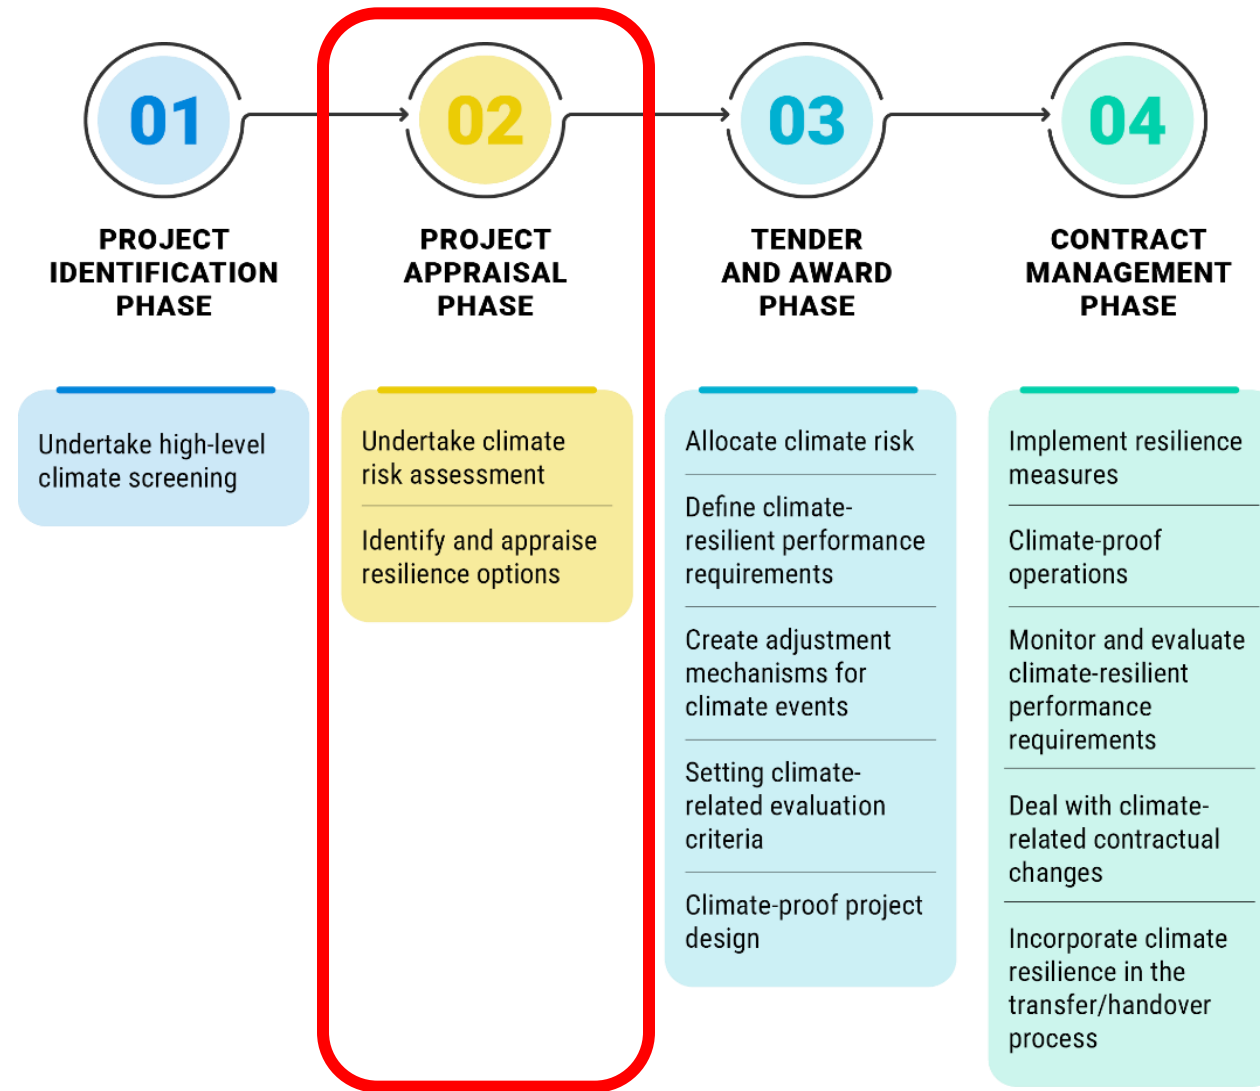 01
PROJECT
IDENTIFICATION
PHASE
Undertake high-level
climate screening
02
PROJECT
APPRAISAL
PHASE
Undertake climate
risk assessment
Identify and appraise
resilience options
03
TENDER
AND AWARD
PHASE
Allocate climate risk
Define climate-
resilient performance
requirements
Create adjustment
mechanisms for
climate events
Setting climate-
related evaluation
criteria
Climate-proof project
design
04
CONTRACT
MANAGEMENT
PHASE
Implement resilience
measures
Climate-proof
operations
Monitor and evaluate
climate-resilient
performance
requirements
Deal with climate-
related contractual
changes
Incorporate climate
resilience in the
transfer/handover
process